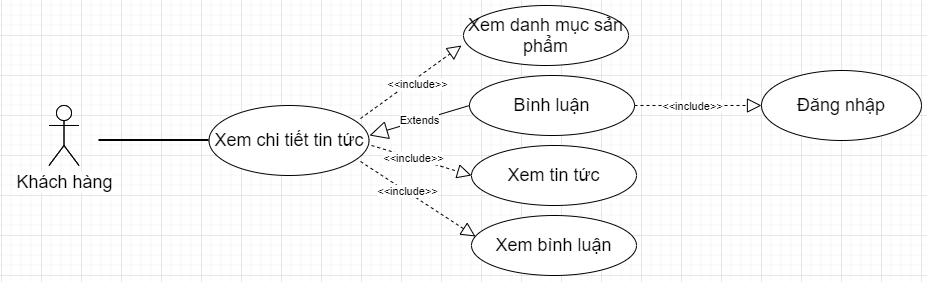 Xem danh mục sản
phẩm
<<include>>
Bình luận
<<include>>
Đăng nhập
Extends
Xem chi tiết tin tức
<<include>>
Xem tin tức
Khách hàng
<<include>>
Xem bình luận